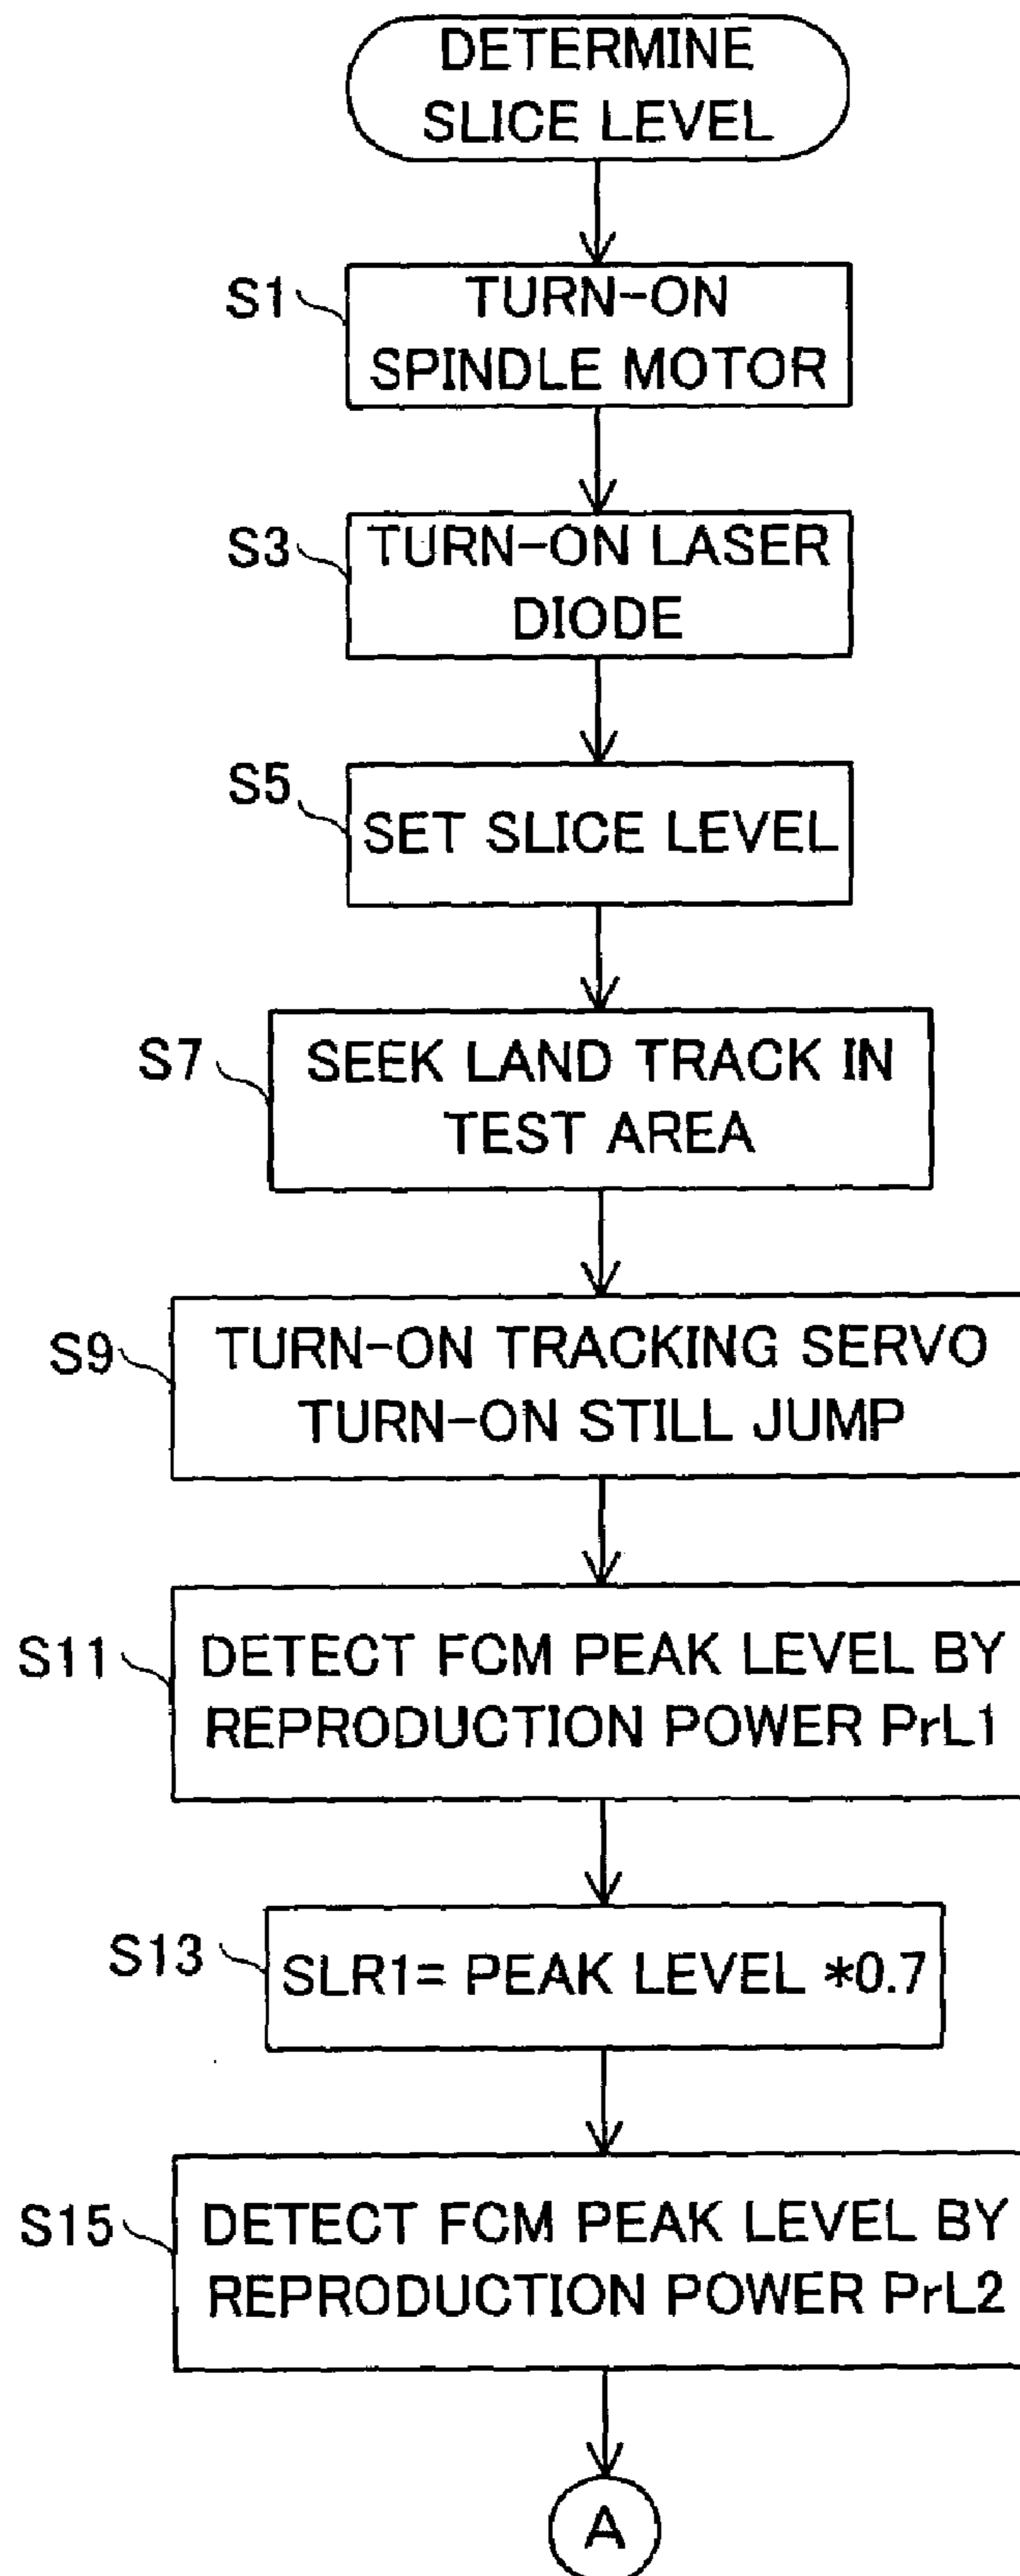 DETERMINE
SLICE LEVEL
S1
TURN-ON
SPINDLE MOTOR
S3
TURN-ON LASER
DIODE
S5
SET SLICE LEVEL
S7
SEEK LAND TRACK IN
TEST AREA
S9
TURN-ON TRACKING SERVO
TURN-ON STILL JUMP
S11
DETECT FCM PEAK LEVEL BY
REPRODUCTION POWER PrL1
S13
SLR1= PEAK LEVEL *0.7
S15
DETECT FCM PEAK LEVEL BY
REPRODUCTION POWER PrL2
A